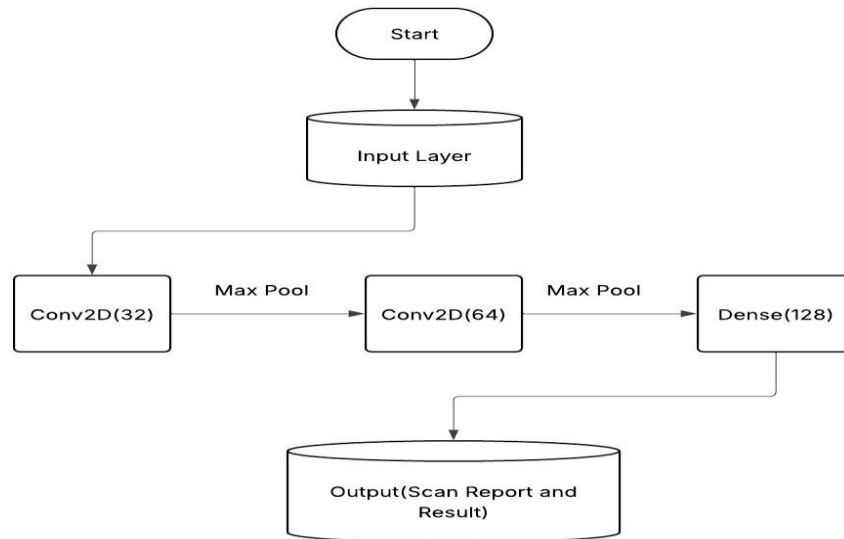 Start
Input Layer
Max Pool
Max Pool
Conv2D(32)
Conv2D(64)
Dense(128)
Output(Scan Report and
Result)